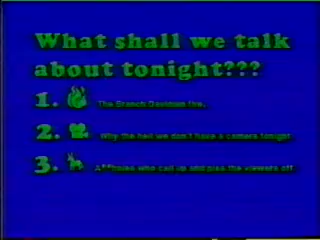 What shall we talk
about tonight???
1. The Branch Davidian fire.
2. Why the hell we don't have a camera tonight
3. A**holes who call up and piss the viewers off